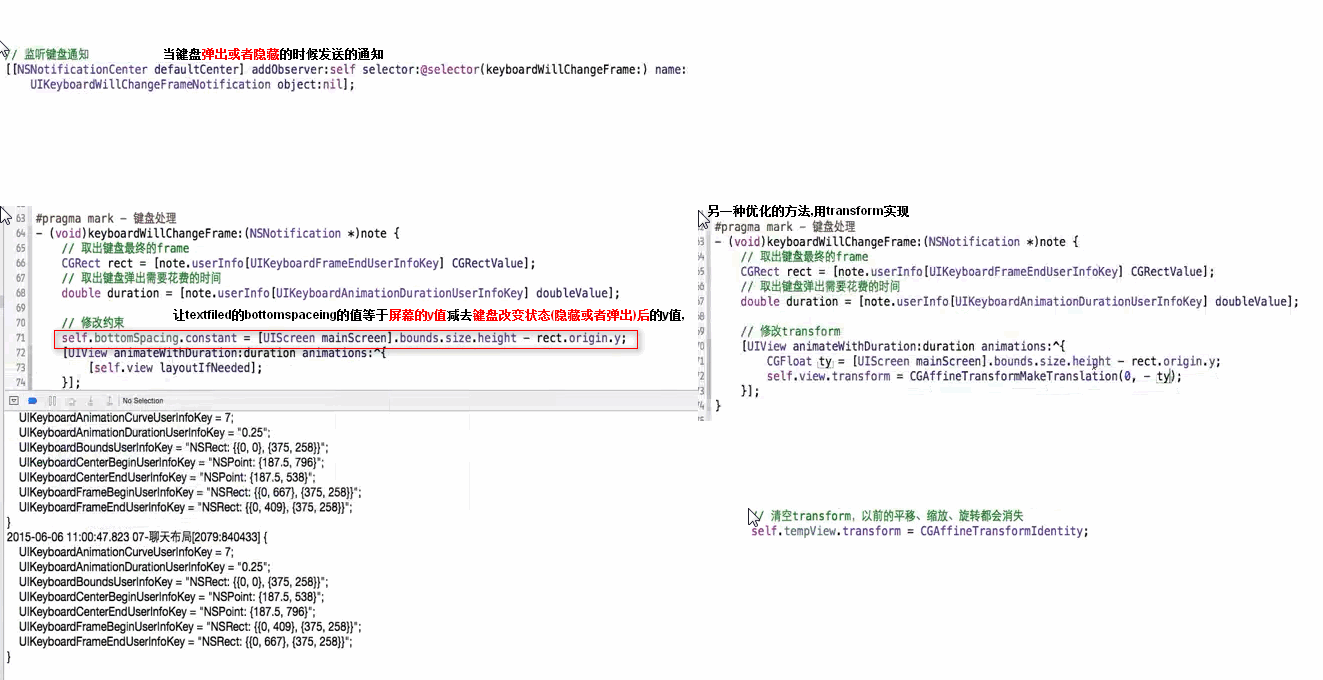 // 监听键盘通知
当键盘弹出或者隐藏的时候发送的通知
[[NSNotificationCenter defaultCenter] addObserver:self selector:@selector(keyboardWillChangeFrame:) name:
UIKeyboardWillChangeFrameNotification object:nil];
63 #pragma mark - 键盘处理
64 - (void)keyboardWillChangeFrame:(NSNotification *)note {
65 // 取出键盘最终的frame
66 CGRect rect = [note.userInfo[UIKeyboardFrameEndUserInfoKey] CGRectValue];
67 // 取出键盘弹出需要花费的时间
68 double duration = [note.userInfo[UIKeyboardAnimationDurationUserInfoKey] doubleValue];
69
让textfiled的bottomspaceing的值等于屏幕的y值减去键盘改变状态(隐藏或者弹出)后的y值.
70 // 修改约束
71 self.bottomSpacing.constant = [UIScreen mainScreen].bounds.size.height - rect.origin.y;
72 [UIView animateWithDuration:duration animations:^{
73 [self.view layoutIfNeeded];
74 }];
No Selection
UIKeyboardAnimationCurveUserInfoKey = 7;
UIKeyboardAnimationDurationUserInfoKey = "0.25";
UIKeyboardBoundsUserInfoKey = "NSRect: {{0, 0}, {375, 258}}";
UIKeyboardCenterBeginUserInfoKey = "NSPoint: {187.5, 796}";
UIKeyboardCenterEndUserInfoKey = "NSPoint: {187.5, 538}";
UIKeyboardFrameBeginUserInfoKey = "NSRect: {{0, 667}, {375, 258}}";
UIKeyboardFrameEndUserInfoKey = "NSRect: {{0, 409}, {375, 258}}";
}
2015-06-06 11:00:47.823 07-聊天布局[2079:840433] {
UIKeyboardAnimationCurveUserInfoKey = 7;
UIKeyboardAnimationDurationUserInfoKey = "0.25";
UIKeyboardBoundsUserInfoKey = "NSRect: {{0, 0}, {375, 258}}";
UIKeyboardCenterBeginUserInfoKey = "NSPoint: {187.5, 538}";
UIKeyboardCenterEndUserInfoKey = "NSPoint: {187.5, 796}";
UIKeyboardFrameBeginUserInfoKey = "NSRect: {{0, 409}, {375, 258}}";
UIKeyboardFrameEndUserInfoKey = "NSRect: {{0, 667}, {375, 258}}";
}
另一种优化的方法,用transform实现
#pragma mark - 键盘处理
- (void)keyboardWillChangeFrame:(NSNotification *)note {
// 取出键盘最终的frame
CGRect rect = [note.userInfo[UIKeyboardFrameEndUserInfoKey] CGRectValue];
// 取出键盘弹出需要花费的时间
double duration = [note.userInfo[UIKeyboardAnimationDurationUserInfoKey] doubleValue];
// 修改transform
[UIView animateWithDuration:duration animations:^{
CGFloat ty = [UIScreen mainScreen].bounds.size.height - rect.origin.y;
self.view.transform = CGAffineTransformMakeTranslation(0, - ty);
}];
}
// 清空transform，以前的平移、缩放、旋转都会消失
self.tempView.transform = CGAffineTransformIdentity;